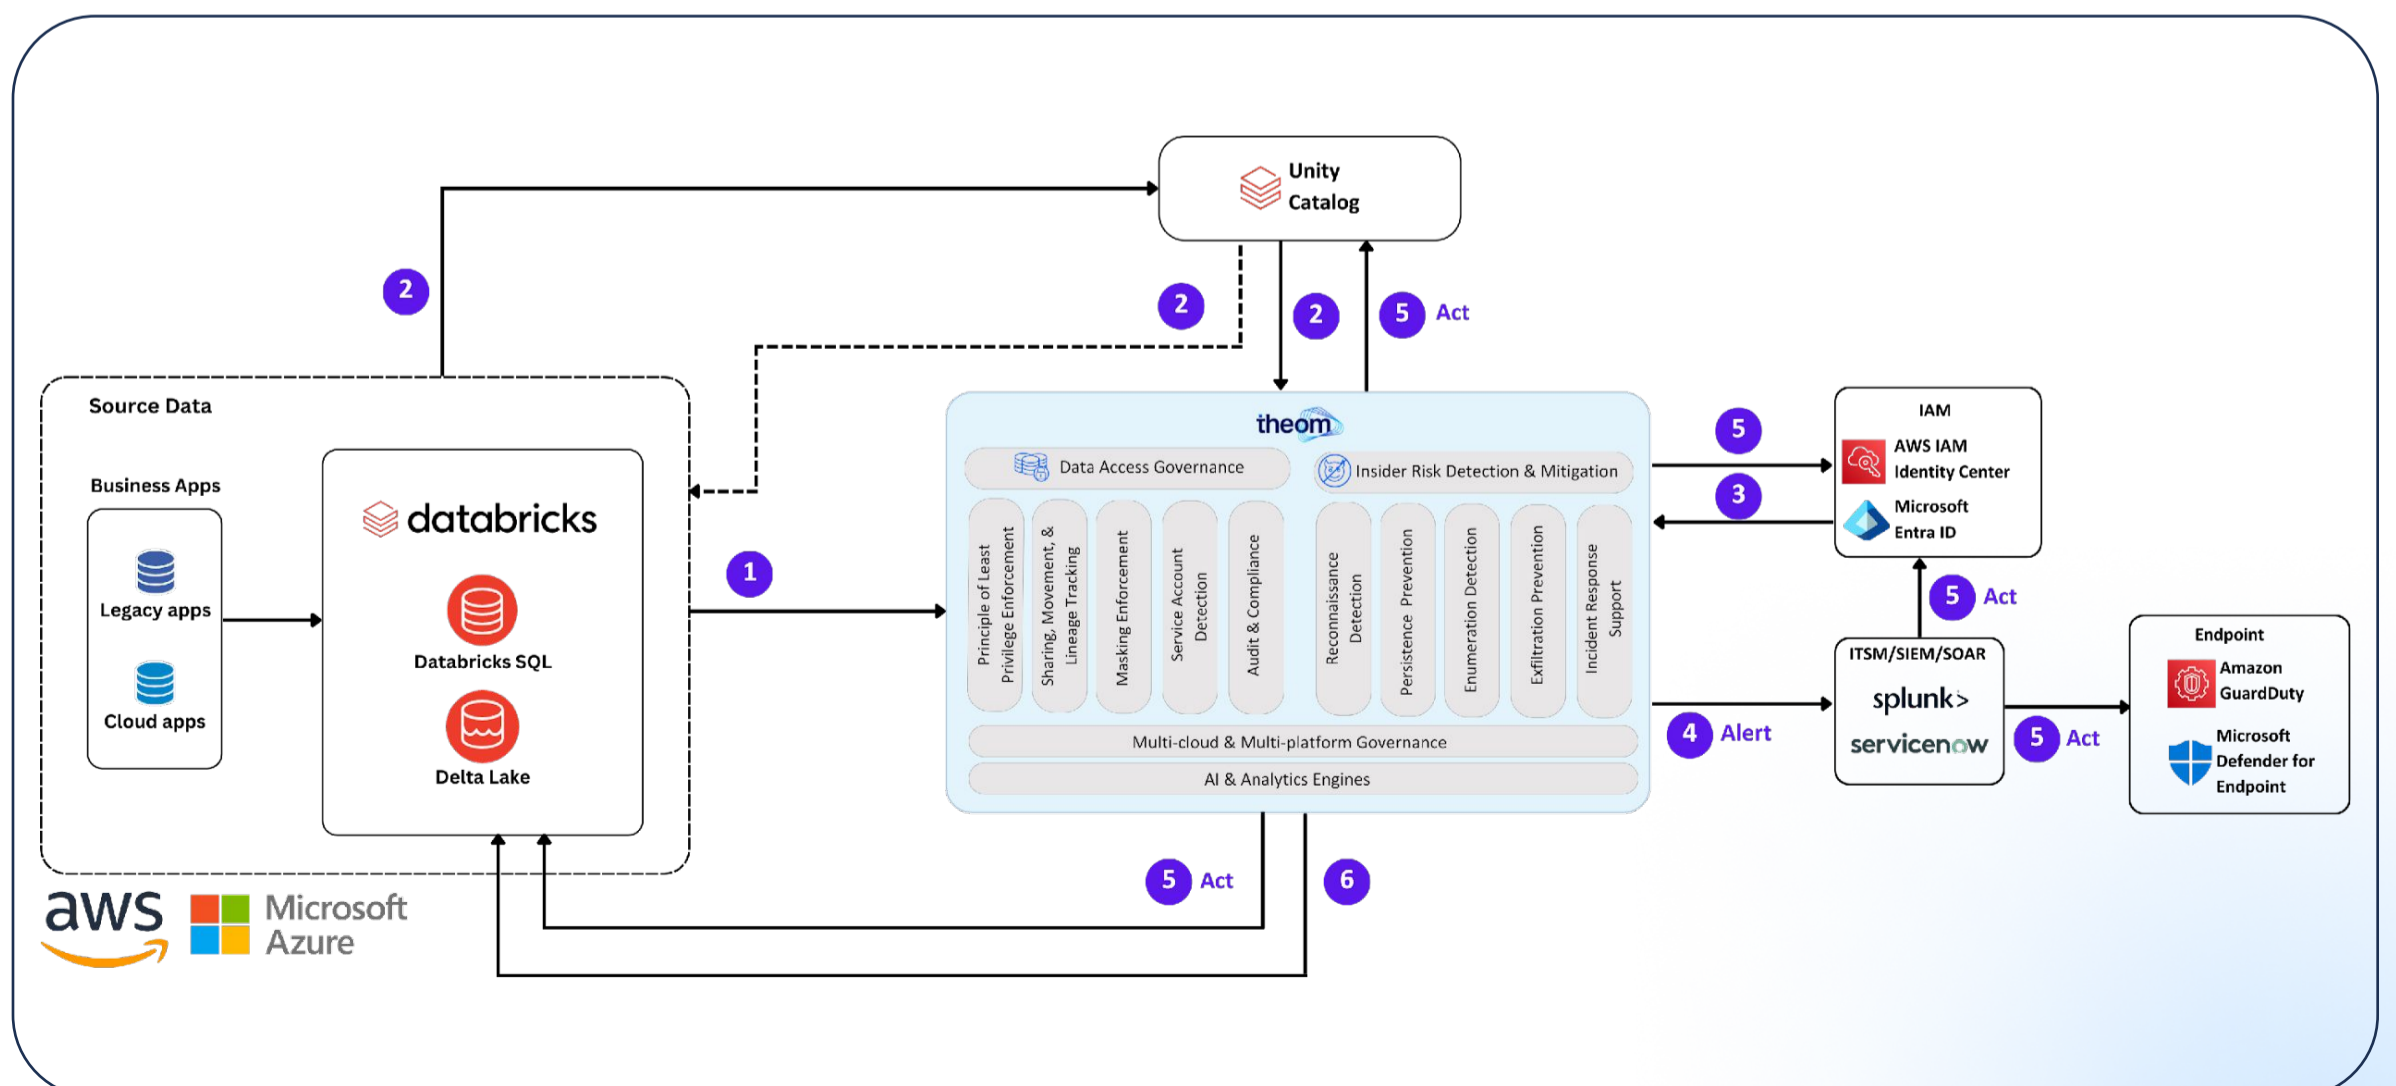 Unity
Catalog
2
2
2
5
Act
Source Data
Business Apps
Legacy apps
Cloud apps
databricks
Databricks SQL
Delta Lake
1
theom
Data Access Governance
Insider Risk Detection & Mitigation
Principle of Least
Privilege Enforcement
Sharing, Movement, &
Lineage Tracking
Masking Enforcement
Service Account
Detection
Audit & Compliance
Reconnaissance
Detection
Persistence Prevention
Enumeration Detection
Exfiltration Prevention
Incident Response
Support
Multi-cloud & Multi-platform Governance
AI & Analytics Engines
5
3
IAM
AWS IAM
Identity Center
Microsoft
Entra ID
5
Act
4
Alert
ITSM/SIEM/SOAR
splunk>
servicenow
5
Act
Endpoint
Amazon
GuardDuty
Microsoft
Defender for
Endpoint
5
Act
6
aws
Microsoft
Azure